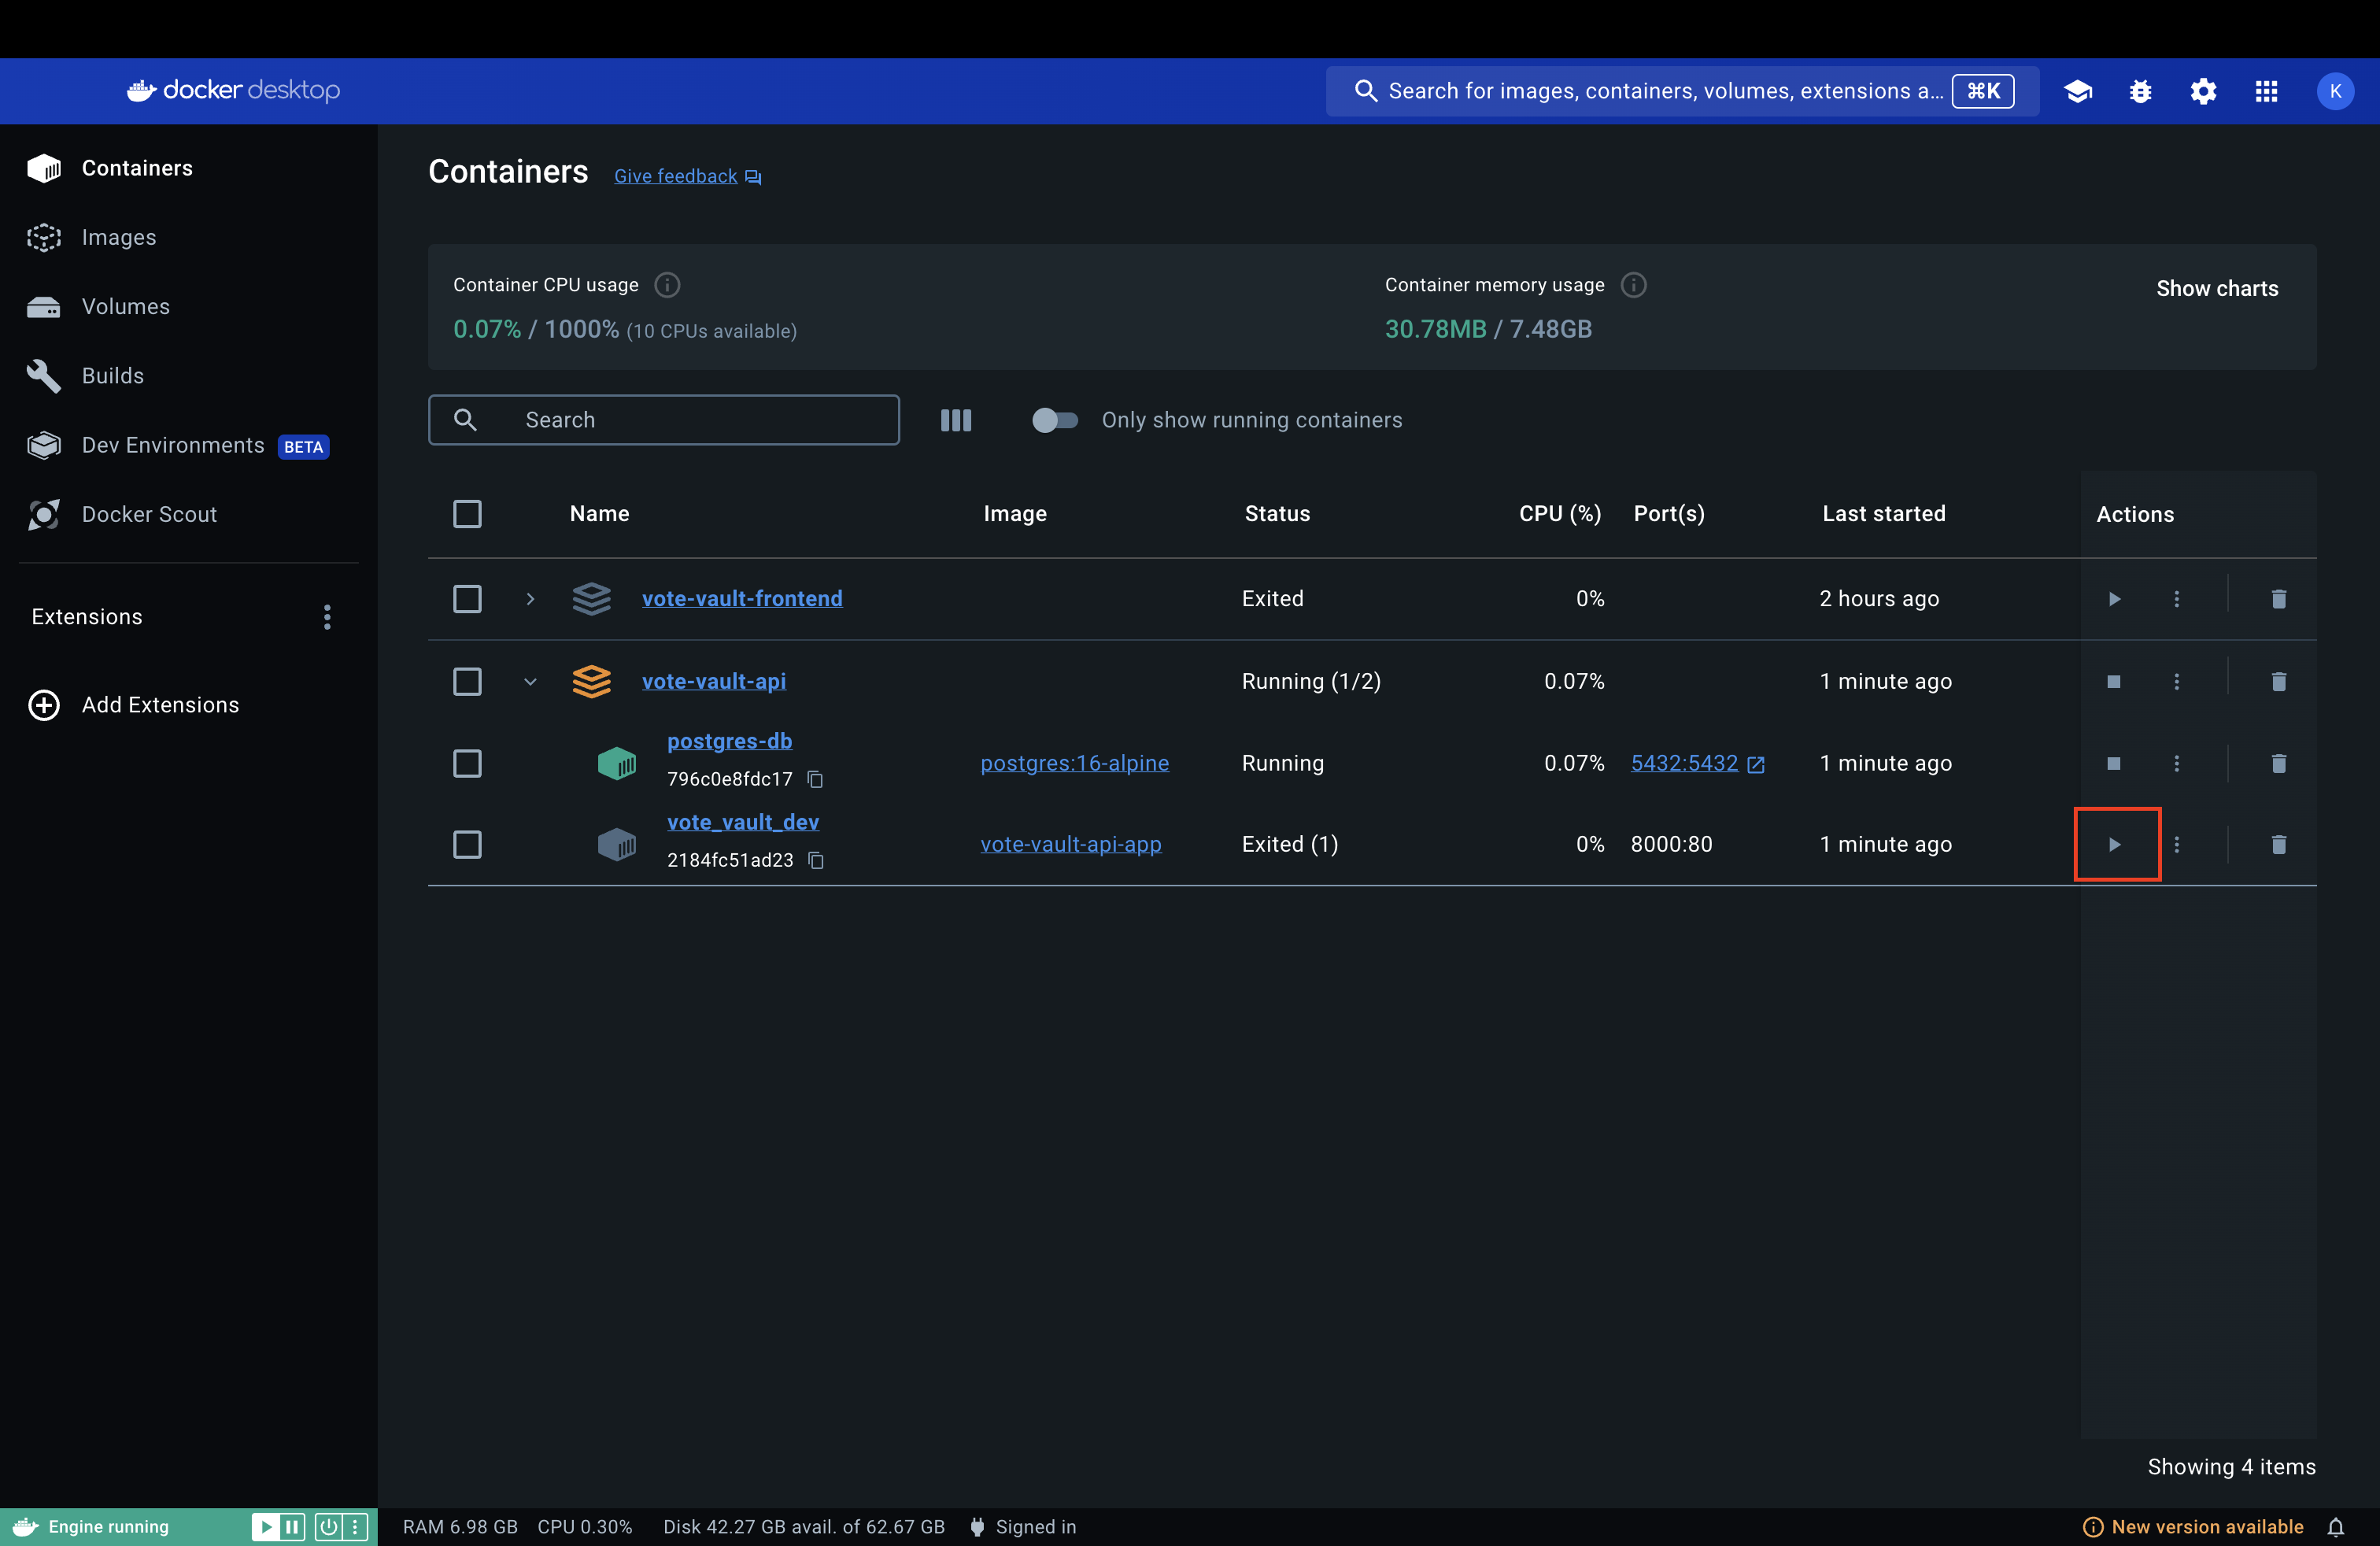 docker desktop
Search for images, containers, volumes, extensions a... ⌘K
K
Containers
Images
Volumes
Builds
Dev Environments BETA
Docker Scout
Extensions
Add Extensions
Containers Give feedback
Container CPU usage
0.07% / 1000% (10 CPUs available)
Container memory usage
30.78MB / 7.48GB
Show charts
Search
Only show running containers
Name Image Status CPU (%) Port(s) Last started Actions
vote-vault-frontend Exited 0% 2 hours ago
vote-vault-api Running (1/2) 0.07% 1 minute ago
postgres-db
796c0e8fdc17
postgres:16-alpine Running 0.07% 5432:5432 1 minute ago
vote_vault_dev
2184fc51ad23
vote-vault-api-app Exited (1) 0% 8000:80 1 minute ago
Showing 4 items
Engine running
RAM 6.98 GB CPU 0.30% Disk 42.27 GB avail. of 62.67 GB Signed in
New version available